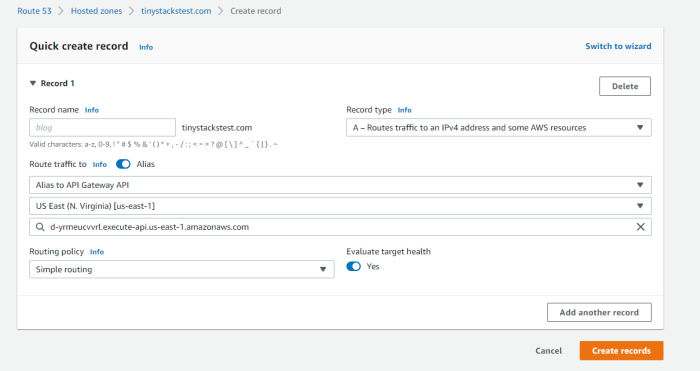 Route 53 > Hosted zones > tinystackstest.com > Create record
Quick create record Info Switch to wizard
▼ Record 1 Delete
Record name Info Record type Info
blog tinystackstest.com A – Routes traffic to an IPv4 address and some AWS resources
Valid characters: a-z, 0-9, ! " # $ % & ' ( ) * + , - / : ; < = > ? @ [ \ ] ^ _ ` { | } . ~
Route traffic to Info Alias
Alias to API Gateway API
US East (N. Virginia) [us-east-1]
d-yrmeucvvrl.execute-api.us-east-1.amazonaws.com
Routing policy Info Evaluate target health
Simple routing Yes
Add another record
Cancel Create records